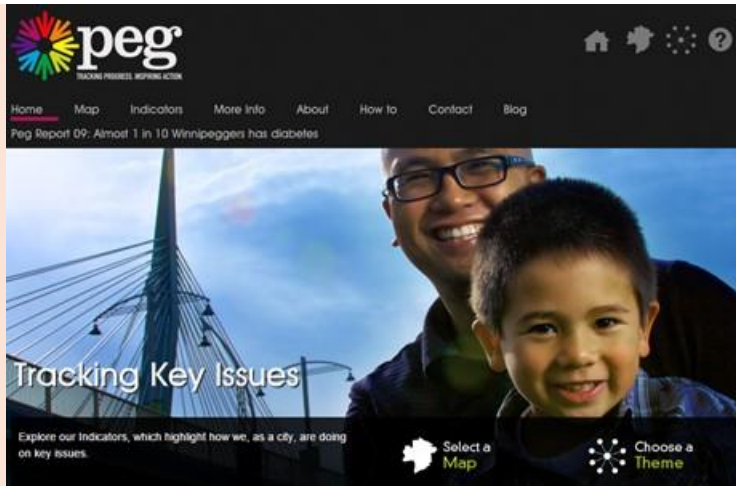 peg
TRACKING PROGRESS. INSPIRING ACTION
Home Map Indicators More Info About How to Contact Blog
Peg Report 09: Almost 1 in 10 Winnipeggers has diabetes
Tracking Key Issues
Explore our Indicators, which highlight how we, as a city, are doing
on key issues.
Select a
Map
Choose a
Theme